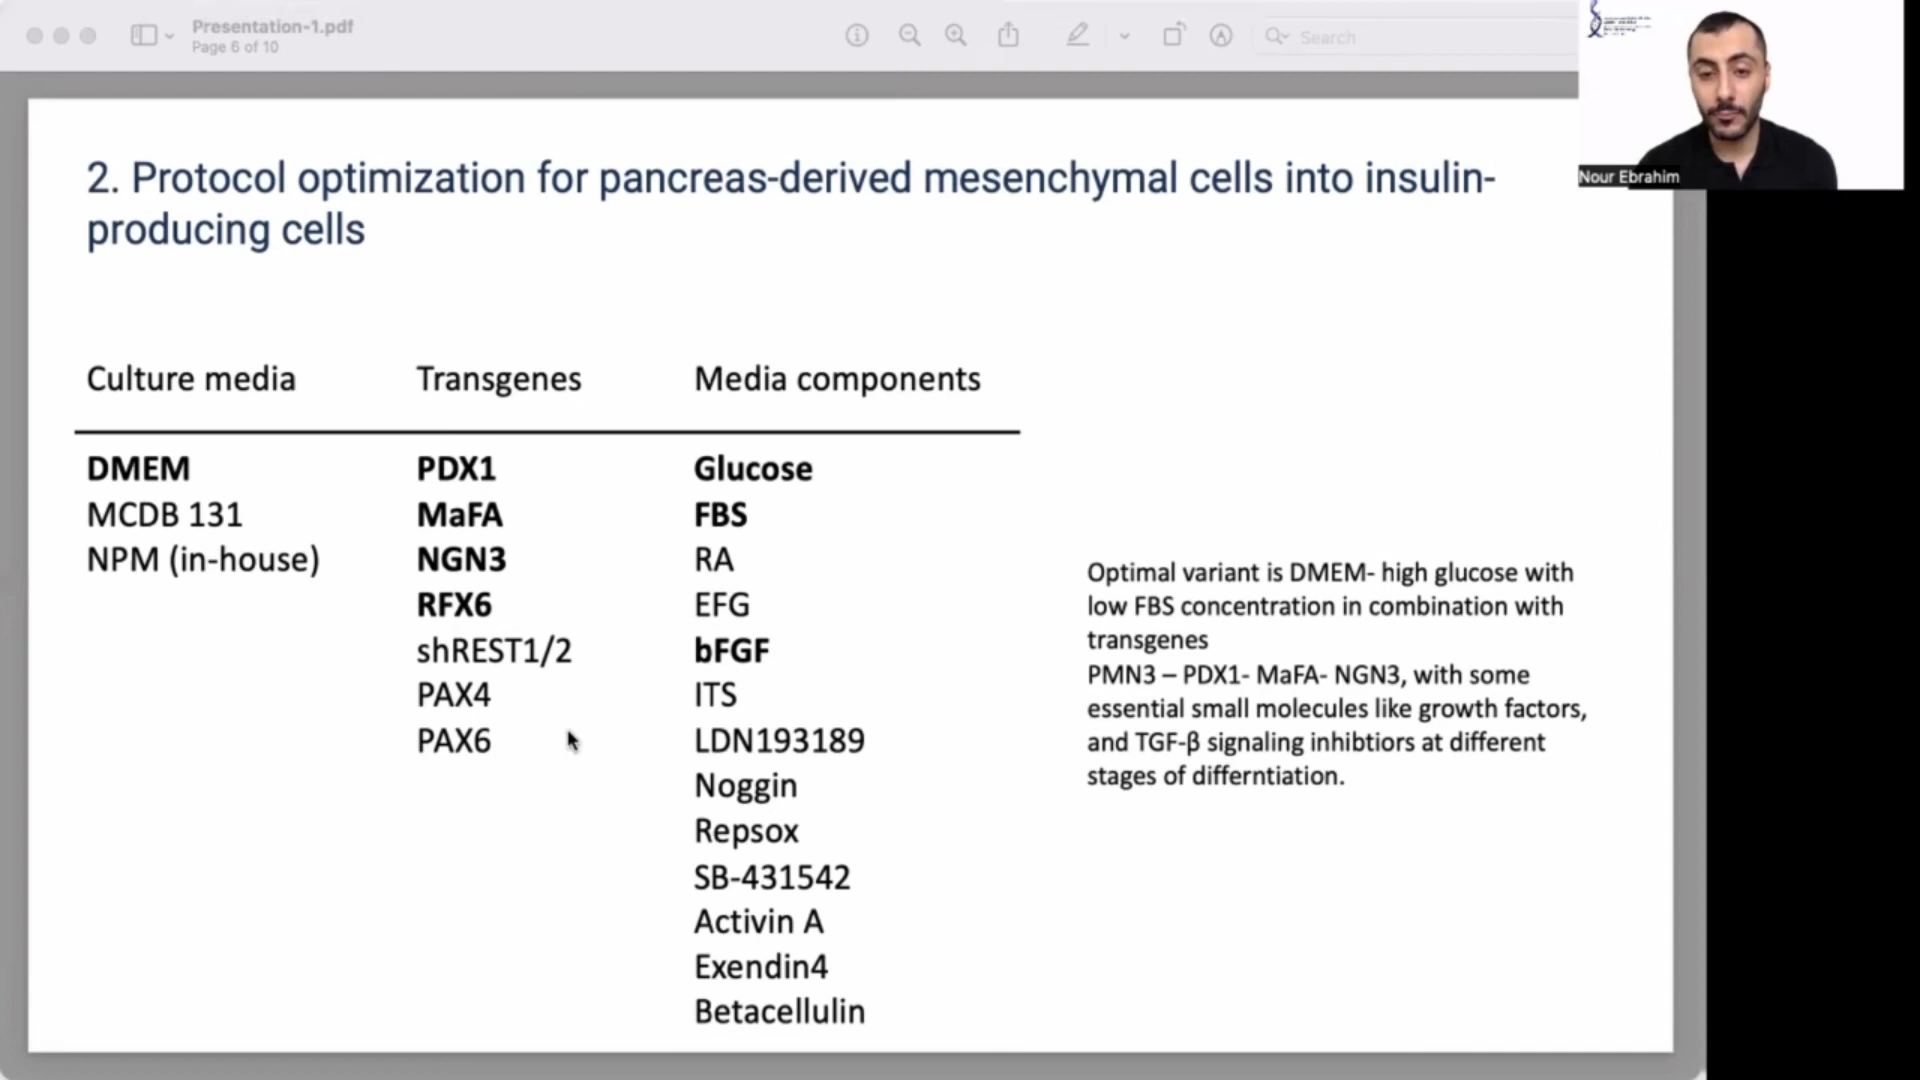 Presentation-1.pdf
Page 6 of 10
Search
Nour Ebrahim
2. Protocol optimization for pancreas-derived mesenchymal cells into insulin-
producing cells
Culture media
Transgenes
Media components
DMEM
PDX1
Glucose
MCDB 131
MaFA
FBS
NPM (in-house)
NGN3
RA
RFX6
EFG
shREST1/2
bFGF
PAX4
ITS
PAX6
LDN193189
Noggin
Repsox
SB-431542
Activin A
Exendin4
Betacellulin
Optimal variant is DMEM- high glucose with
low FBS concentration in combination with
transgenes
PMN3 – PDX1- MaFA- NGN3, with some
essential small molecules like growth factors,
and TGF-β signaling inhibtiors at different
stages of differntiation.